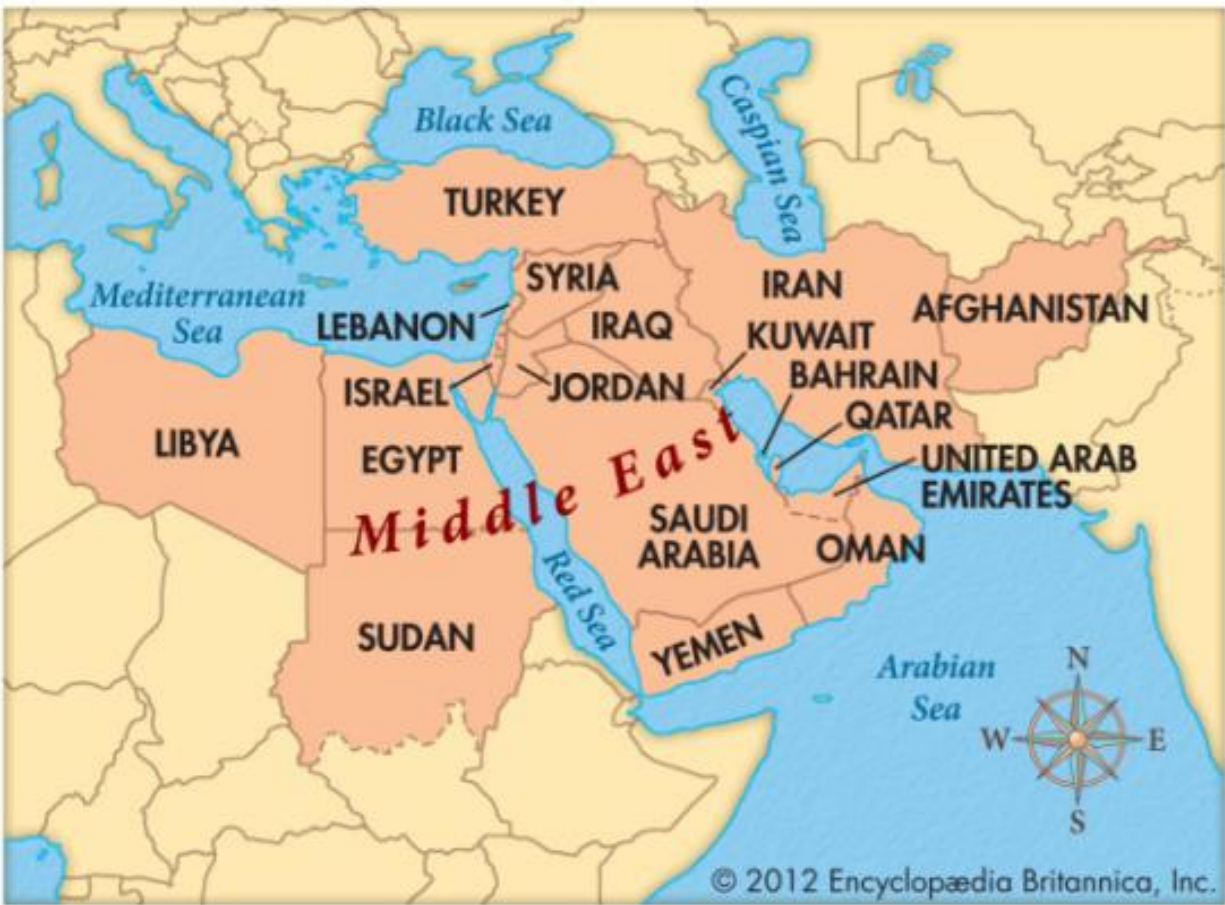 Black Sea
Caspian Sea
TURKEY
Mediterranean
Sea
SYRIA
LEBANON
IRAQ
IRAN
AFGHANISTAN
KUWAIT
ISRAEL
JORDAN
BAHRAIN
QATAR
LIBYA
EGYPT
UNITED ARAB
EMIRATES
Middle East
SAUDI
ARABIA
OMAN
Red Sea
SUDAN
YEMEN
Arabian
Sea
N
W
E
S
© 2012 Encyclopædia Britannica, Inc.